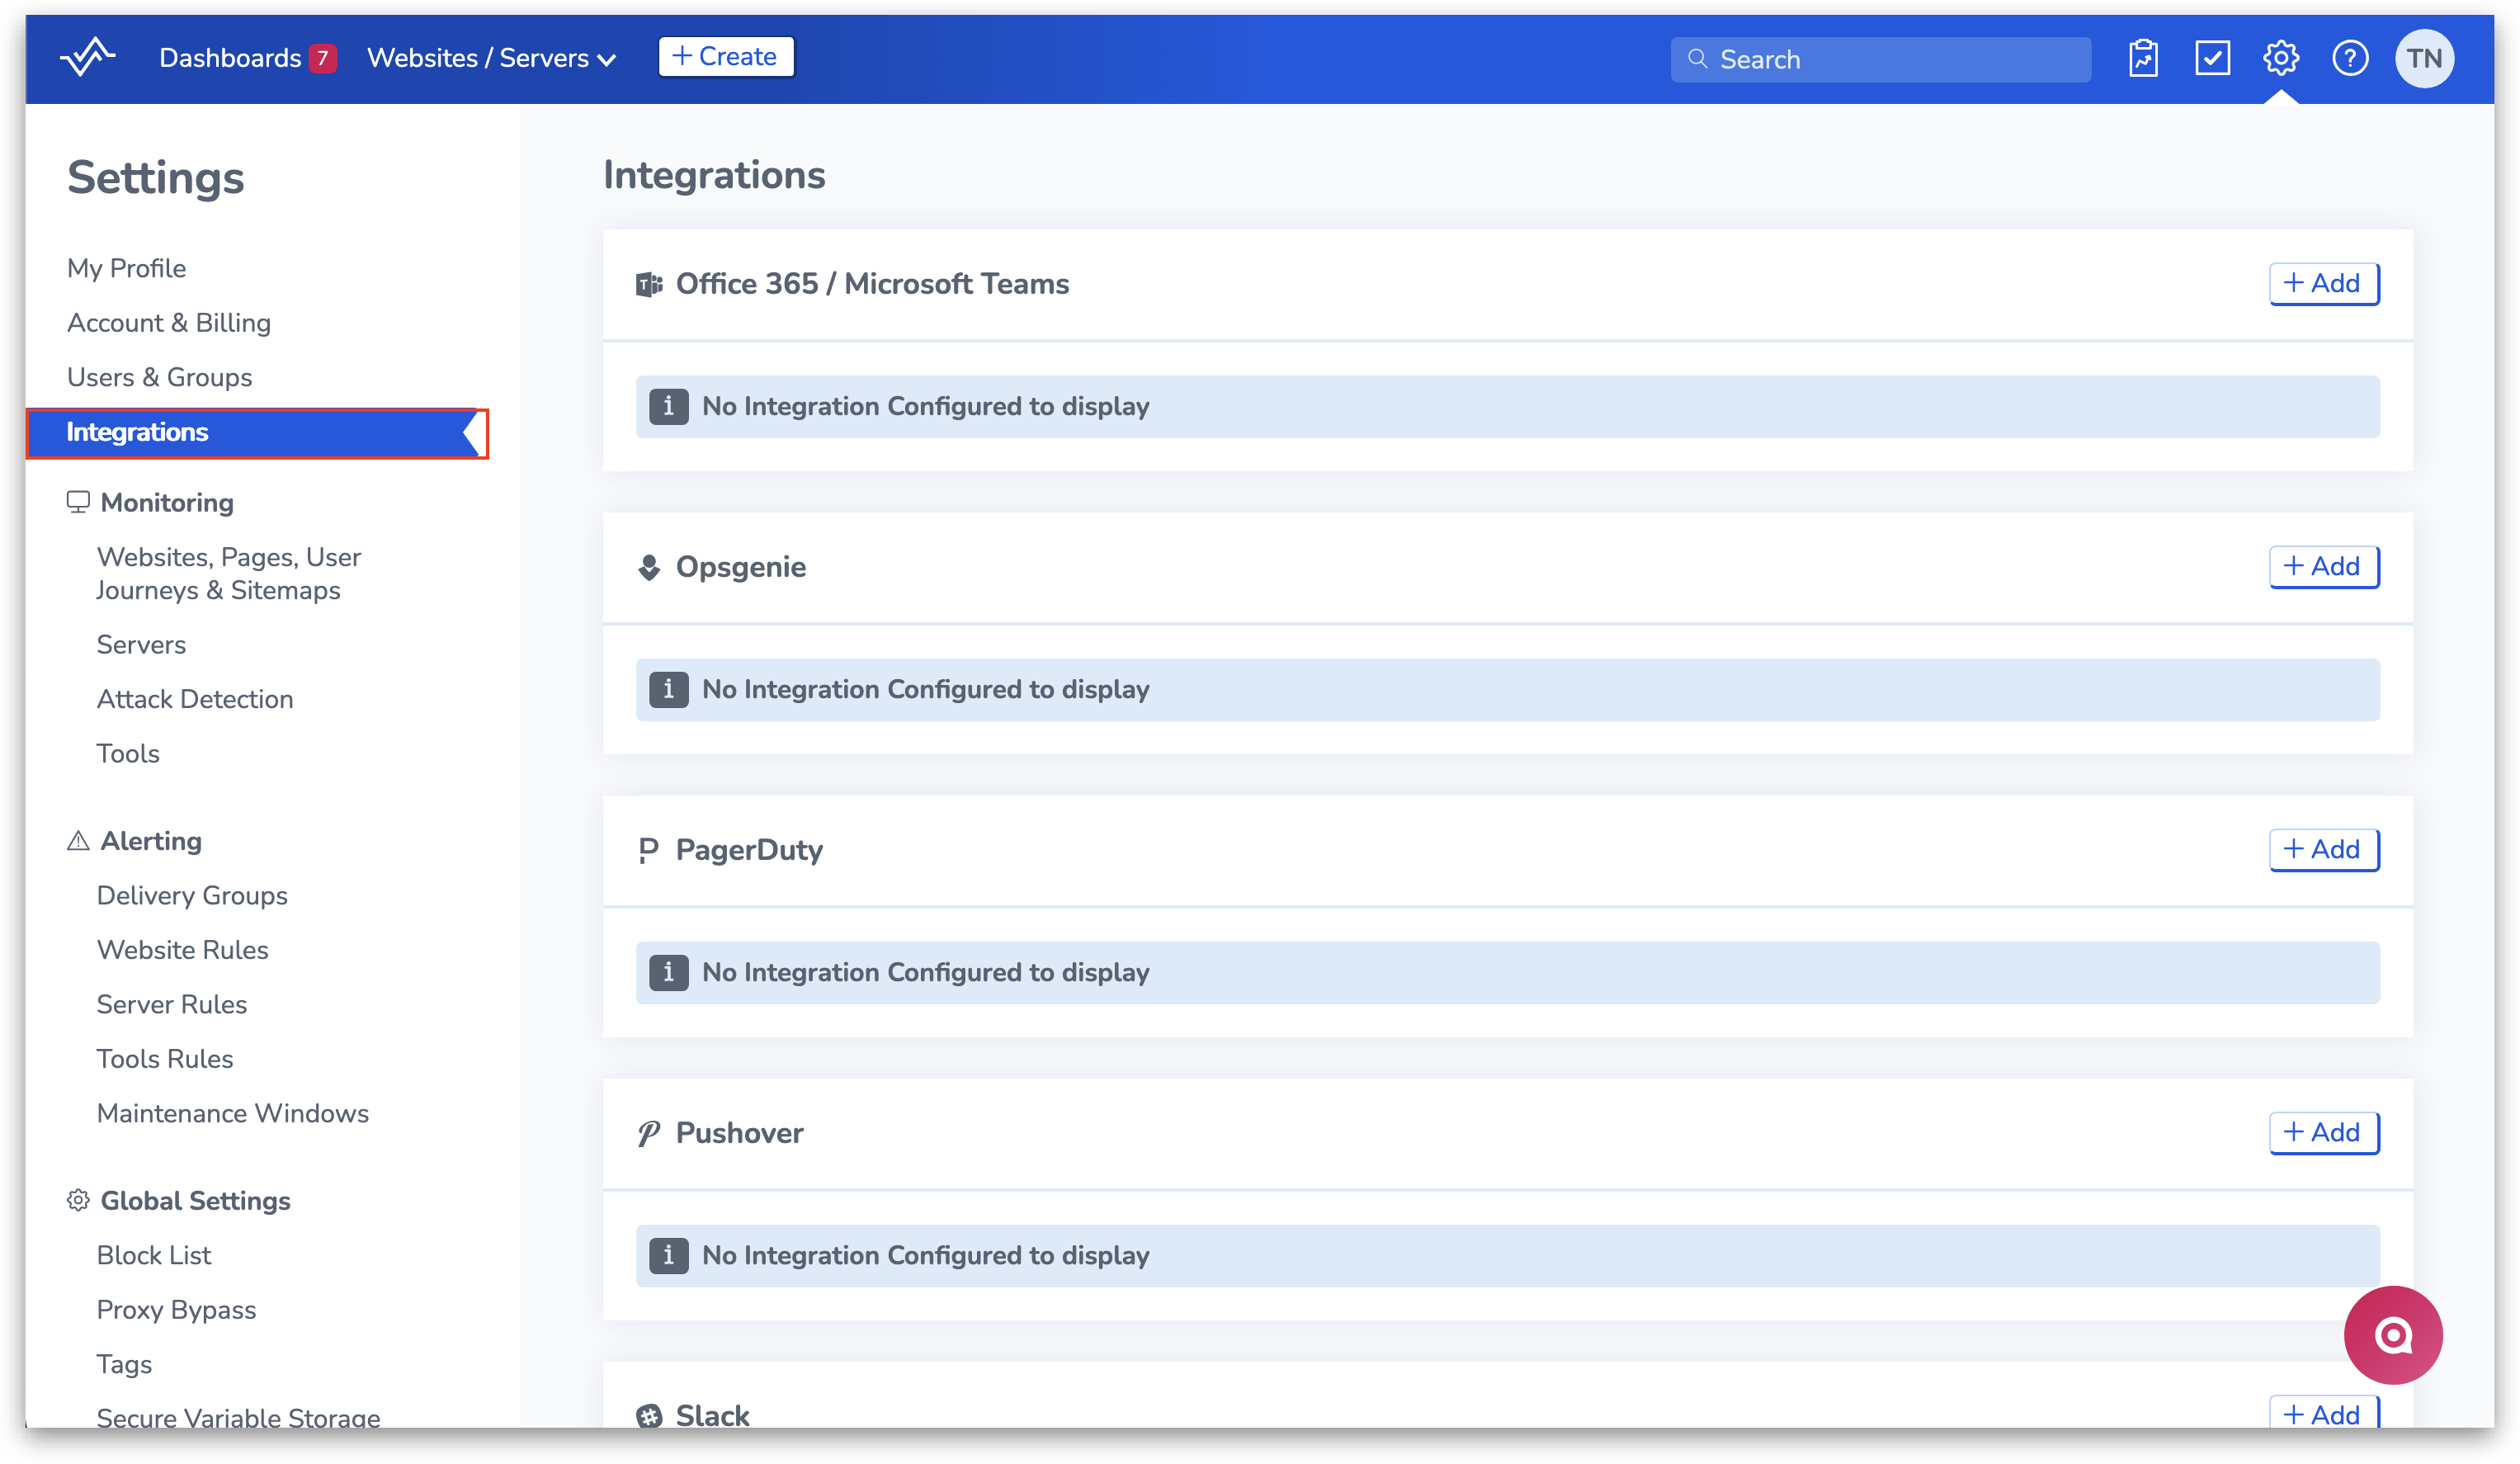 Dashboards 7 Websites / Servers + Create Search TN
Settings
My Profile
Account & Billing
Users & Groups
Integrations
Monitoring
Websites, Pages, User
Journeys & Sitemaps
Servers
Attack Detection
Tools
Alerting
Delivery Groups
Website Rules
Server Rules
Tools Rules
Maintenance Windows
Global Settings
Block List
Proxy Bypass
Tags
Secure Variable Storage
Integrations
Office 365 / Microsoft Teams + Add
No Integration Configured to display
Opsgenie + Add
No Integration Configured to display
PagerDuty + Add
No Integration Configured to display
Pushover + Add
No Integration Configured to display
Slack + Add